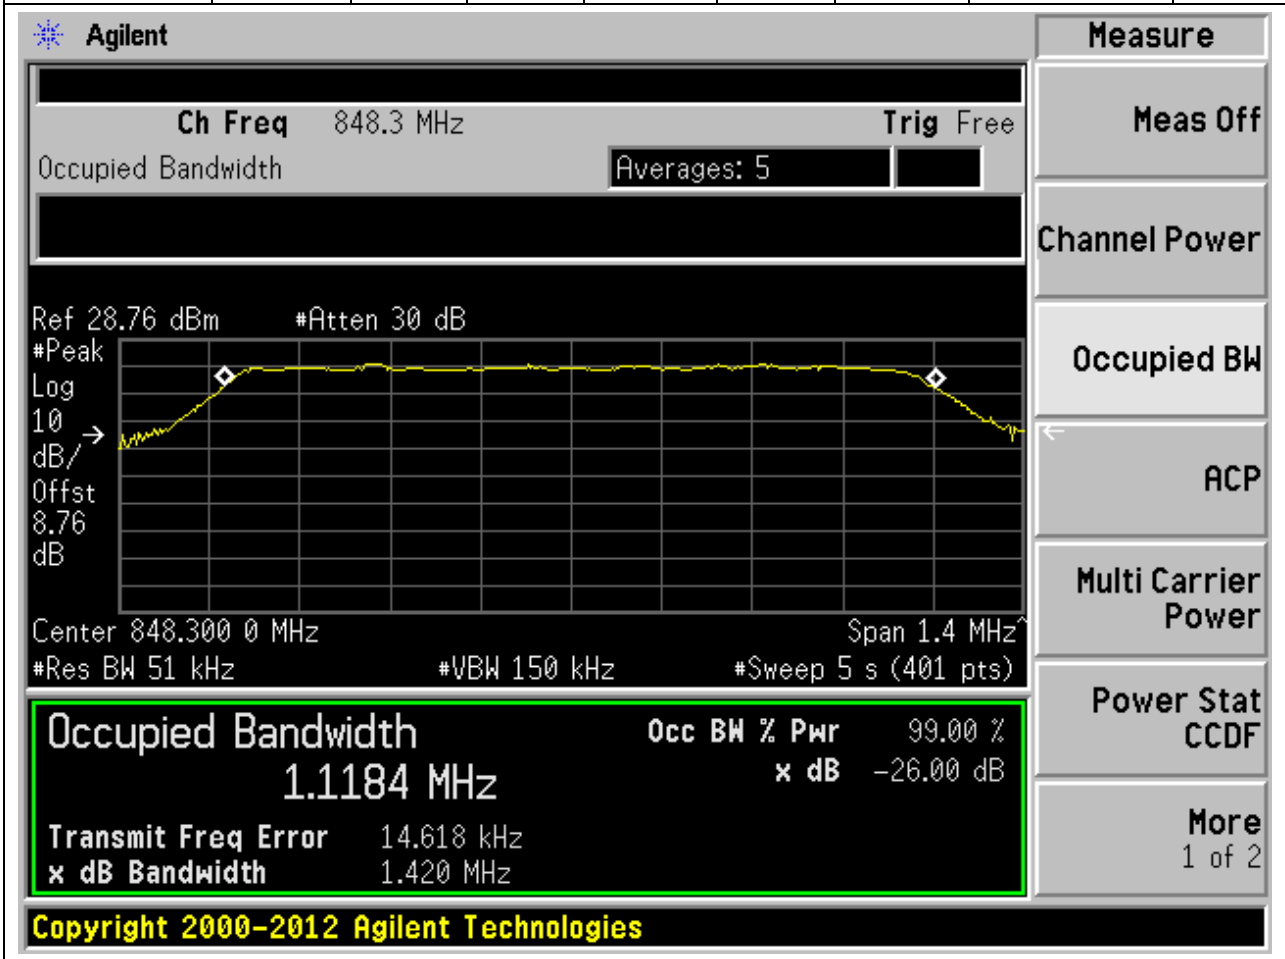 Agilent
Measure
Ch Freq 848.3 MHz Trig Free
Meas Off
Occupied Bandwidth Averages: 5
Channel Power
Ref 28.76 dBm #Atten 30 dB
#Peak
Log
10
dB/
Offst
8.76
dB
Occupied BW
ACP
Multi Carrier
Power
Center 848.300 0 MHz Span 1.4 MHz^
#Res BW 51 kHz #VBW 150 kHz #Sweep 5 s (401 pts)
Power Stat
CCDF
Occupied Bandwidth Occ BW % Pwr 99.00 %
1.1184 MHz x dB -26.00 dB
Transmit Freq Error 14.618 kHz
x dB Bandwidth 1.420 MHz
More
1 of 2
Copyright 2000-2012 Agilent Technologies